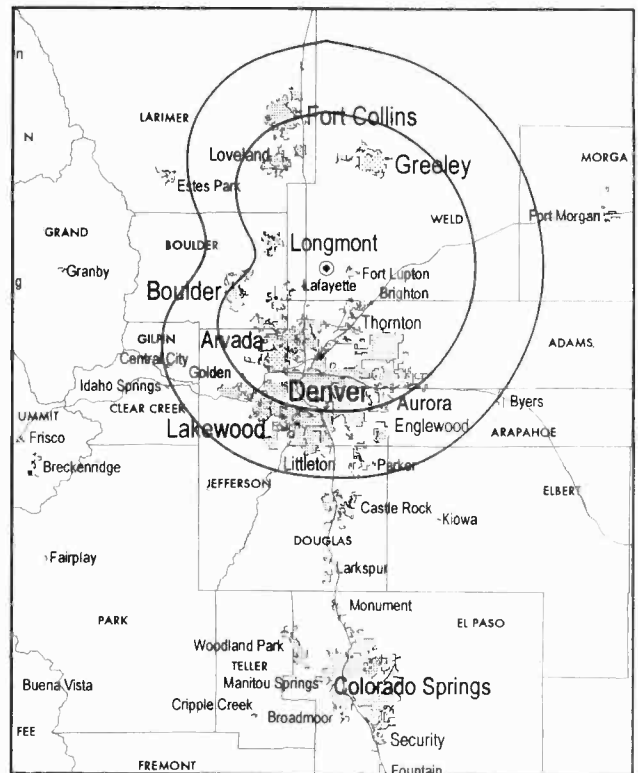 n
LARIMER
Fort Collins
N
Loveland
Greeley
MORGA
Estes Park
WELD
Fort Morgan
GRAND
BOULDER
Longmont
Granby
g
Fort Lupton
Boulder
Lafayette
Brighton
Thornton
GILPIN
Arvada
ADAMS
Central City
Golden
Idaho Springs
Denver
Aurora
Byers
CLEAR CREEK
UMMIT
Lakewood
Englewood
ARAPAHOE
Frisco
Breckenridge
Littleton
Parker
JEFFERSON
ELBERT
Castle Rock
Kiowa
DOUGLAS
Fairplay
Larkspur
Monument
PARK
EL PASO
Woodland Park
TELLER
Buena Vista
Manitou Springs
Colorado Springs
Cripple Creek
Broadmoor
FEE
Security
FREMONT
Fountain